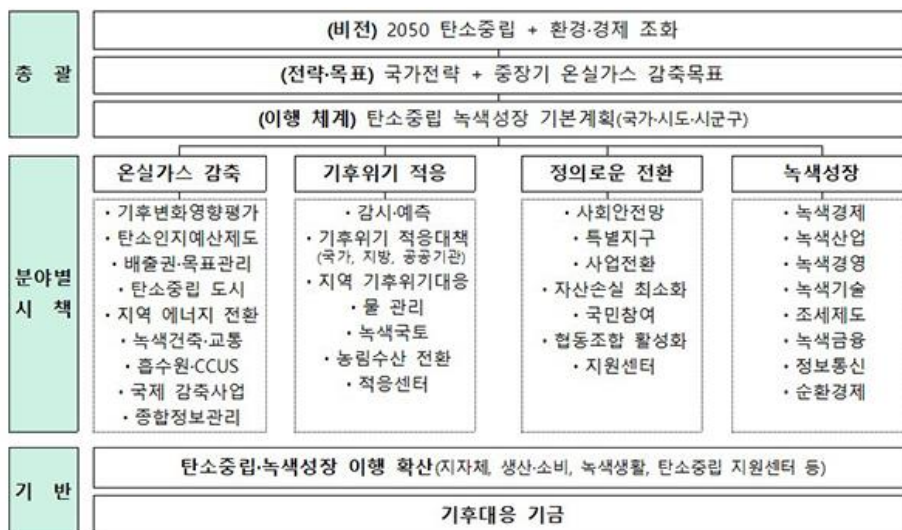 총 괄
(비전) 2050 탄소중립 + 환경·경제 조화
(전략·목표) 국가전략 + 중장기 온실가스 감축목표
(이행 체계) 탄소중립 녹색성장 기본계획(국가·시도·시군구)
분야별
시 책
온실가스 감축
· 기후변화영향평가
· 탄소인지예산제도
· 배출권·목표관리
· 탄소중립 도시
· 지역 에너지 전환
· 녹색건축·교통
· 흡수원·CCUS
· 국제 감축사업
· 종합정보관리
기후위기 적응
· 감시·예측
· 기후위기 적응대책
(국가, 지방, 공공기관)
· 지역 기후위기대응
· 물 관리
· 녹색국토
· 농림수산 전환
· 적응센터
정의로운 전환
· 사회안전망
· 특별지구
· 사업전환
· 자산손실 최소화
· 국민참여
· 협동조합 활성화
· 지원센터
녹색성장
· 녹색경제
· 녹색산업
· 녹색경영
· 녹색기술
· 조세제도
· 녹색금융
· 정보통신
· 순환경제
기 반
탄소중립·녹색성장 이행 확산(지자체, 생산·소비, 녹색생활, 탄소중립 지원센터 등)
기후대응 기금